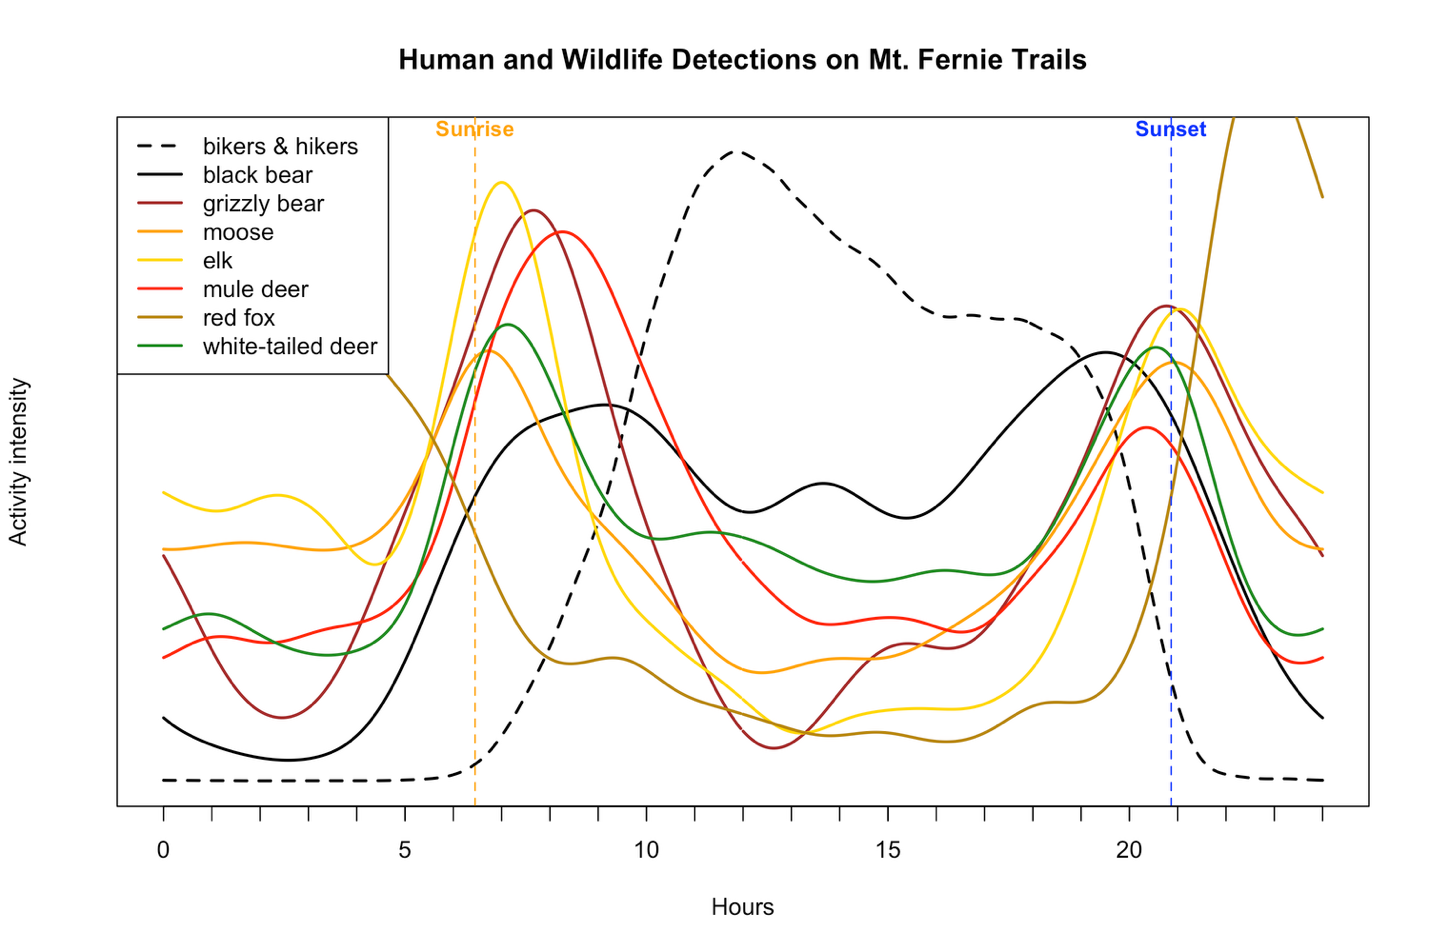 Human and Wildlife Detections on Mt. Fernie Trails
Sunrise
Sunset
bikers & hikers
black bear
grizzly bear
moose
elk
mule deer
red fox
white-tailed deer
Activity intensity
0 5 10 15 20
Hours